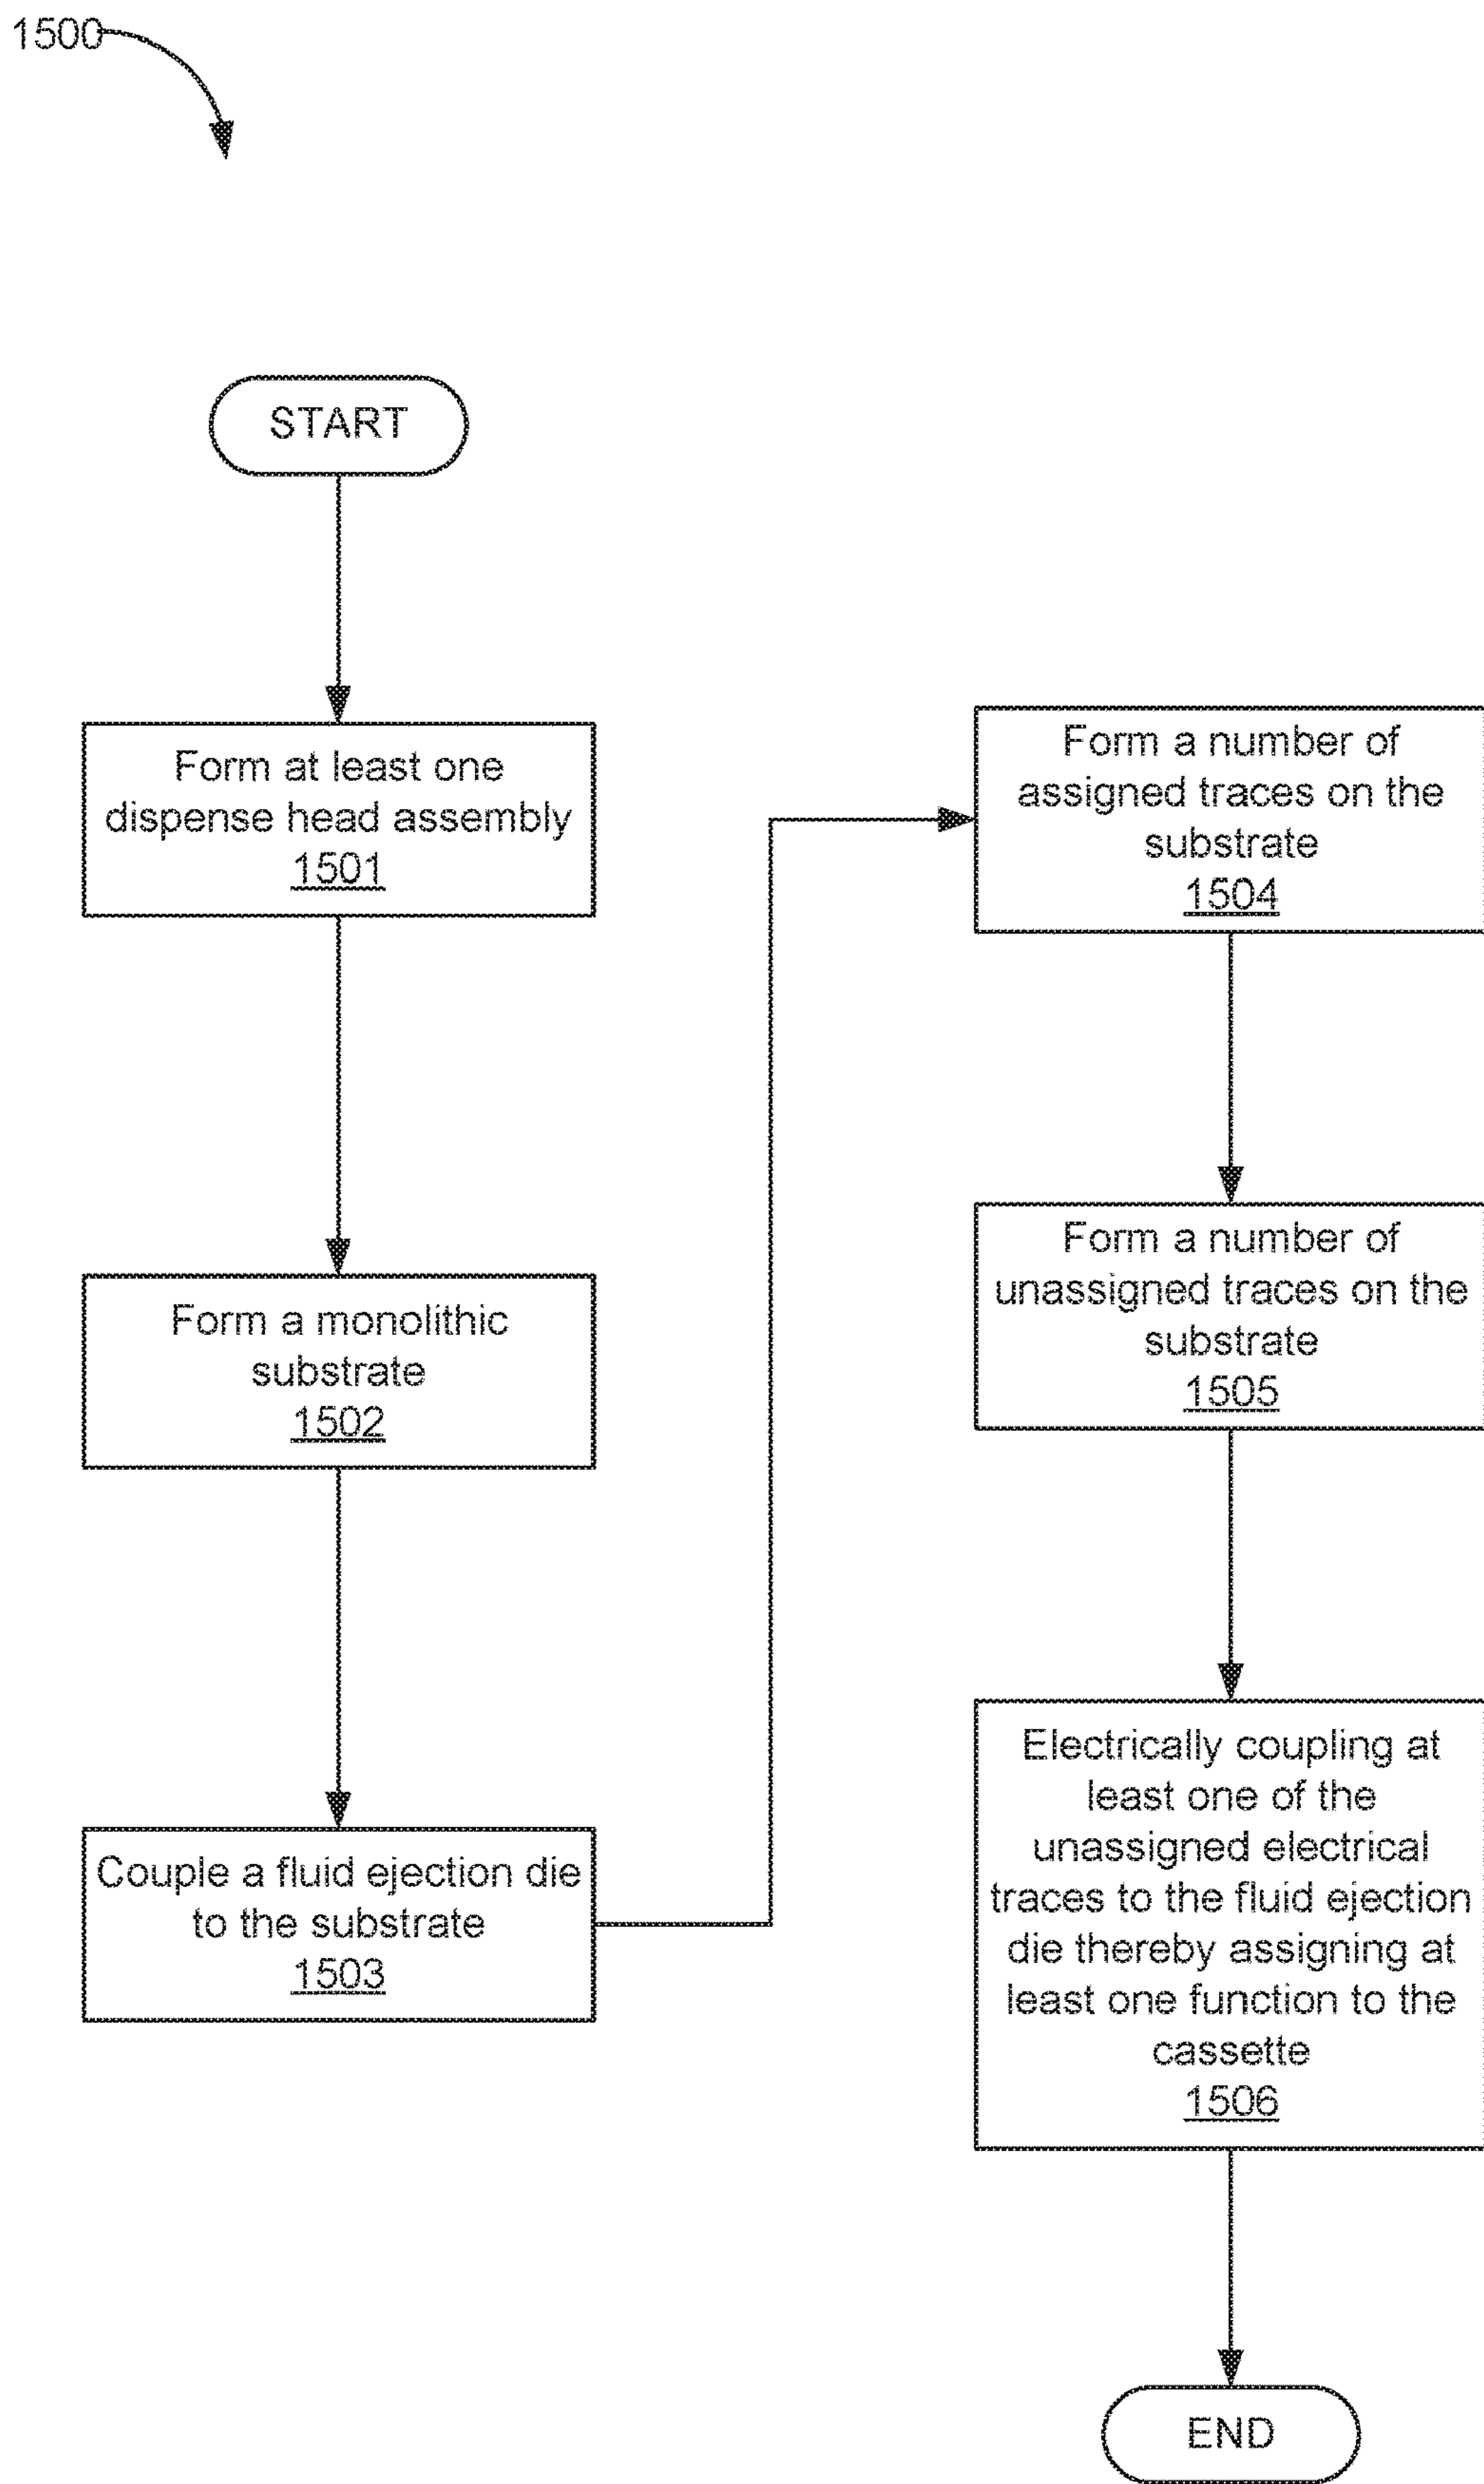 1500
START
Form at least one
dispense head assembly
1501
Form a monolithic
substrate
1502
Couple a fluid ejection die
to the substrate
1503
Form a number of
assigned traces on the
substrate
1504
Form a number of
unassigned traces on the
substrate
1505
Electrically coupling at
least one of the
unassigned electrical
traces to the fluid ejection
die thereby assigning at
least one function to the
cassette
1506
END